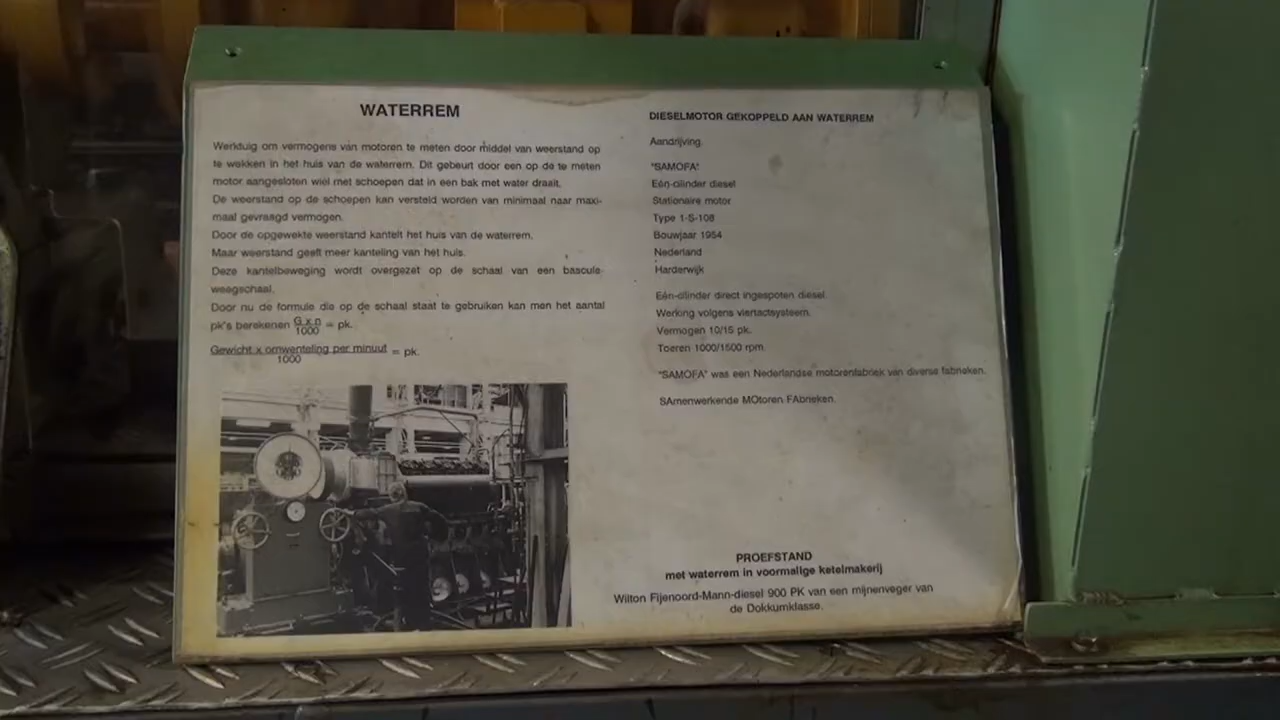 WATERREM
Werktuig om vermogens van motoren te meten door middel van weerstand op
te wekken in het huis van de waterrem. Dit gebeurt door een op de te meten
motor aangesloten wiel met schoepen dat in een bak met water draait.
De weerstand op de schoepen kan versteld worden van minimaal naar maxi-
maal gevraagd vermogen.
Door de opgewekte weerstand kantelt het huis van de waterrem.
Maar weerstand geeft meer kanteling van het huis.
Deze kantelbeweging wordt overgezet op de schaal van een bascule-
weegschaal.
Door nu de formule die op de schaal staat te gebruiken kan men het aantal
pk's berekenen G x n / 1000 = pk.
Gewicht x omwenteling per minuut / 1000 = pk.
DIESELMOTOR GEKOPPELD AAN WATERREM
Aandrijving.
"SAMOFA".
Eén-cilinder diesel
Stationaire motor
Type 1-S-108
Bouwjaar 1954
Nederland
Harderwijk
Eén-cilinder direct ingespoten diesel.
Werking volgens viertactsysteem.
Vermogen 10/15 pk.
Toeren 1000/1500 rpm.
"SAMOFA" was een Nederlandse motorenfabriek van diverse fabrieken.
SAmenwerkende MOtoren FAbrieken.
PROEFSTAND
met waterrem in voormalige ketelmakerij
Wilton Fijenoord-Mann-diesel 900 PK van een mijnenveger van
de Dokkumklasse.